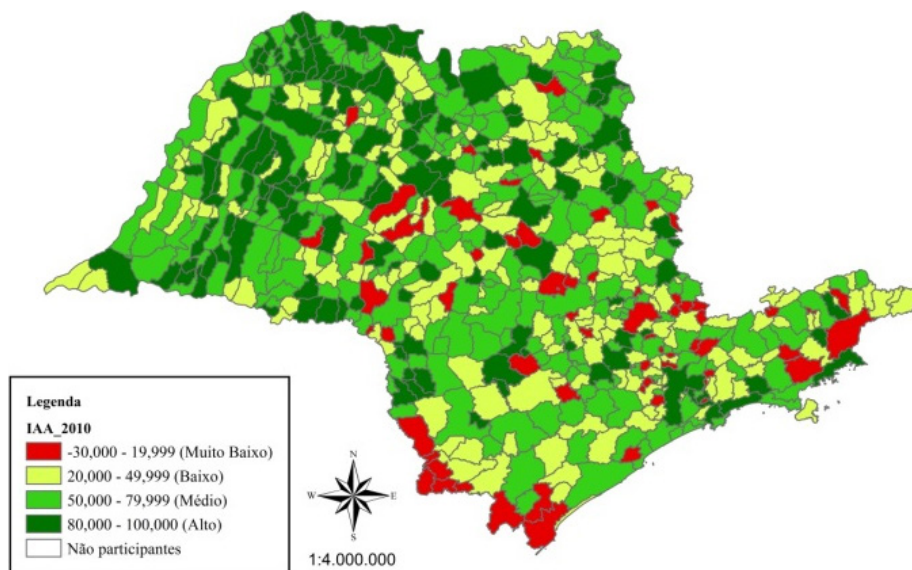 Legenda
IAA_2010
-30,000 - 19,999 (Muito Baixo)
20,000 - 49,999 (Baixo)
50,000 - 79,999 (Médio)
80,000 - 100,000 (Alto)
Não participantes
N
W
E
S
1:4.000.000